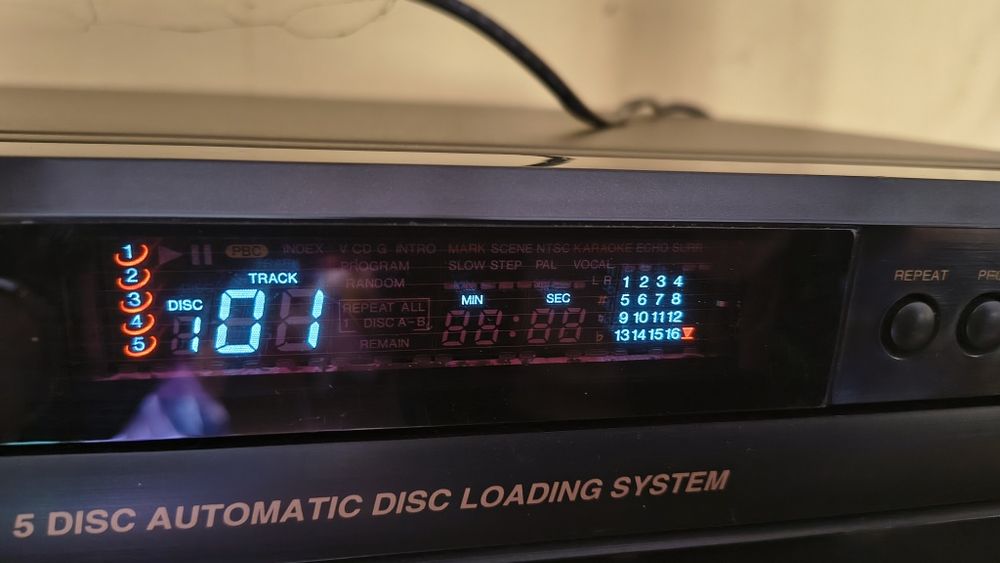 1 PBC INDEX V CD G INTRO MARK SCENE NTSC KARAOKE ECHO SURR
2 TRACK PROGRAM SLOW STEP PAL VOCAL L R 1 2 3 4
3 DISC RANDOM MIN SEC # 5 6 7 8
4 1 01 REPEAT ALL 88:88 9 10 11 12
5 1 DISC A-B ♭ 13 14 15 16
REMAIN
REPEAT
5 DISC AUTOMATIC DISC LOADING SYSTEM